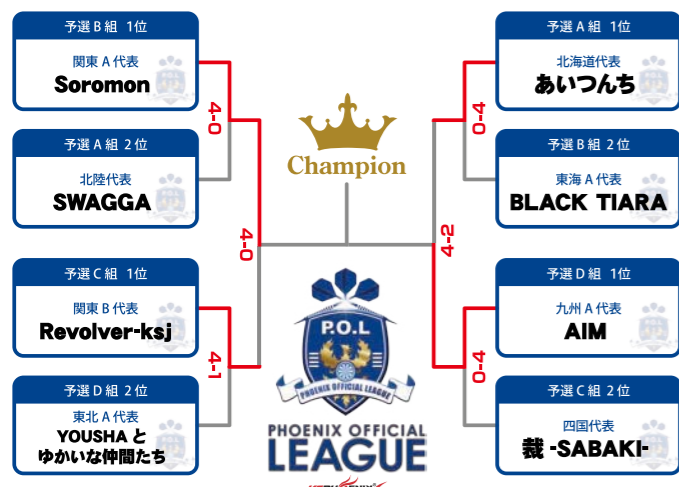 予選B組 1位
関東A代表
Soromon
予選A組 2位
北陸代表
SWAGGA
4-0
予選C組 1位
関東B代表
Revolver-ksj
予選D組 2位
東北A代表
YOUSHAと
ゆかいな仲間たち
4-1
4-0
Champion
P.O.L
PHOENIX OFFICIAL LEAGUE
PHOENIX OFFICIAL
LEAGUE
予選A組 1位
北海道代表
あいつんち
予選B組 2位
東海A代表
BLACK TIARA
0-4
予選D組 1位
九州A代表
AIM
予選C組 2位
四国代表
裁 -SABAKI-
0-4
4-2